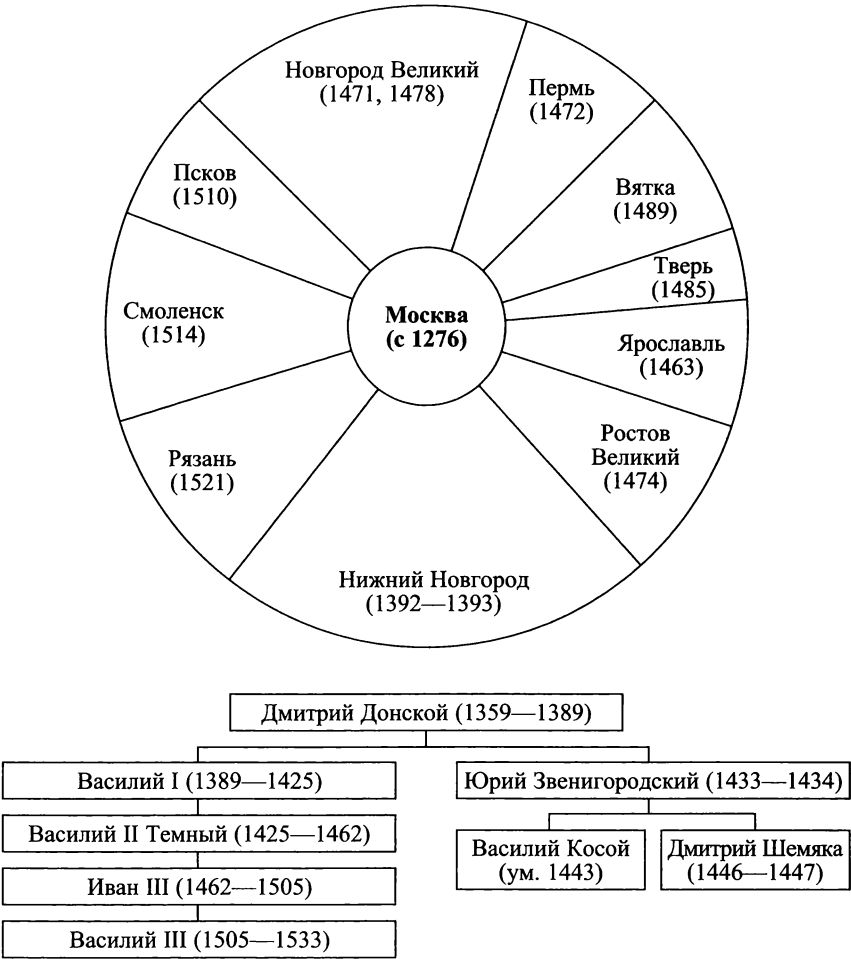 Новгород Великий
(1471, 1478)
Пермь
(1472)
Вятка
(1489)
Тверь
(1485)
Ярославль
(1463)
Ростов
Великий
(1474)
Нижний Новгород
(1392—1393)
Рязань
(1521)
Смоленск
(1514)
Псков
(1510)
Москва
(с 1276)
Дмитрий Донской (1359—1389)
Василий I (1389—1425)
Юрий Звенигородский (1433—1434)
Василий II Темный (1425—1462)
Василий Косой
(ум. 1443)
Дмитрий Шемяка
(1446—1447)
Иван III (1462—1505)
Василий III (1505—1533)